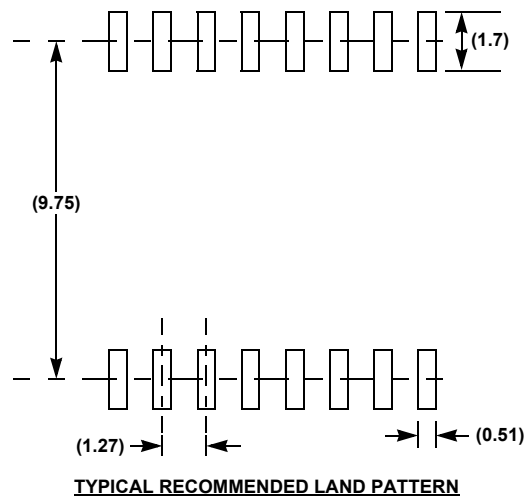 (1.7)
(9.75)
(1.27)
(0.51)
TYPICAL RECOMMENDED LAND PATTERN